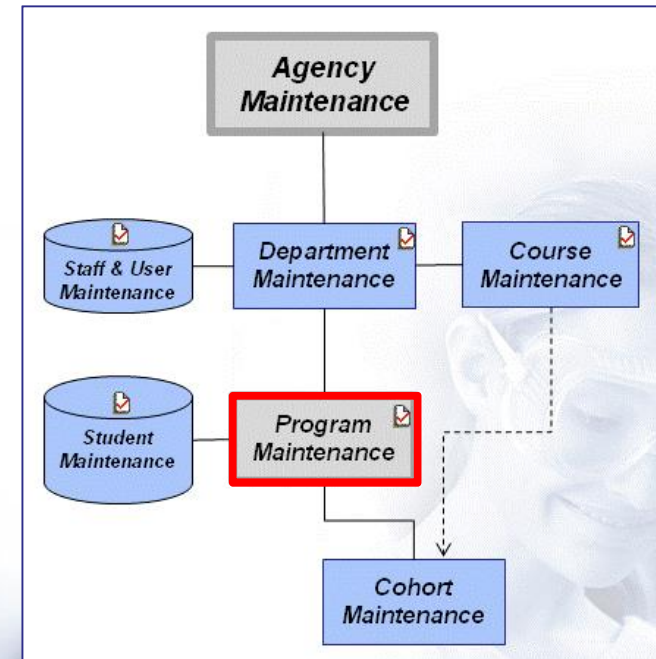 Agency
Maintenance
Staff & User
Maintenance
Department
Maintenance
Course
Maintenance
Student
Maintenance
Program
Maintenance
Cohort
Maintenance